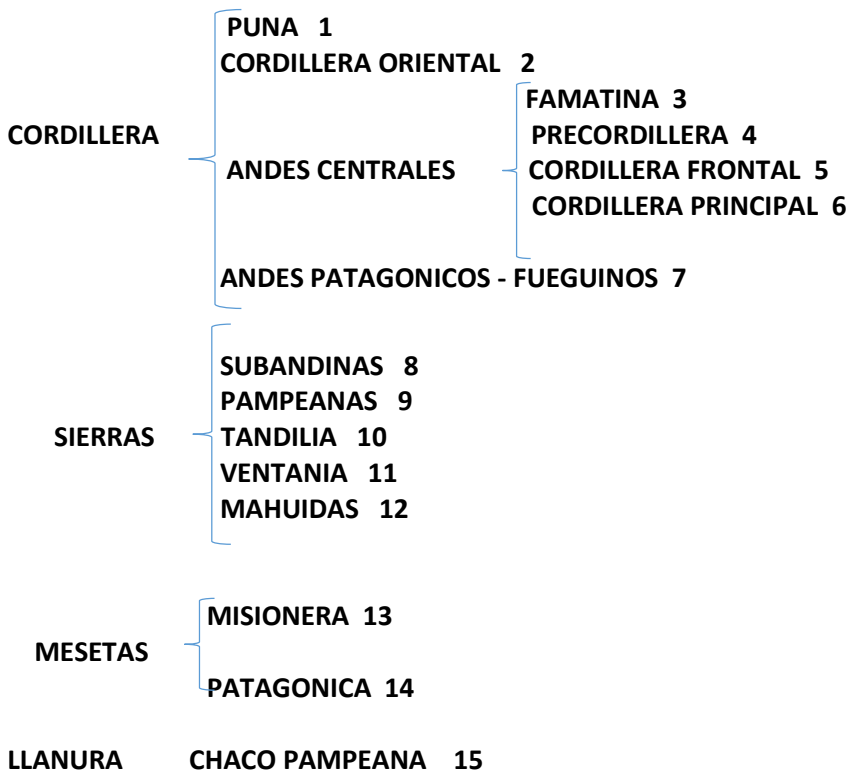 PUNA 1
CORDILLERA ORIENTAL 2
FAMATINA 3
CORDILLERA
PRECORDILLERA 4
ANDES CENTRALES
CORDILLERA FRONTAL 5
CORDILLERA PRINCIPAL 6
ANDES PATAGONICOS - FUEGUINOS 7
SUBANDINAS 8
PAMPEANAS 9
SIERRAS
TANDILIA 10
VENTANIA 11
MAHUIDAS 12
MISIONERA 13
MESETAS
PATAGONICA 14
LLANURA CHACO PAMPEANA 15